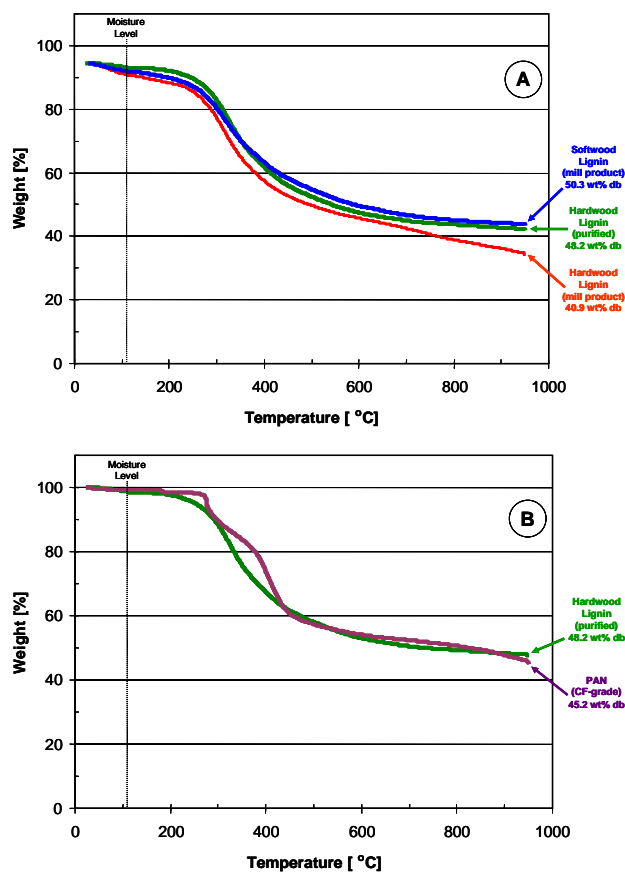 Moisture
Level
100
80
60
40
20
0
Weight [%]
A
0
200
400
600
800
1000
Temperature [ °C]
Softwood
Lignin
(mill product)
50.3 wt% db
Hardwood
Lignin
(purified)
48.2 wt% db
Hardwood
Lignin
(mill product)
40.9 wt% db
Moisture
Level
100
80
60
40
20
0
Weight [%]
B
0
200
400
600
800
1000
Temperature [ °C]
Hardwood
Lignin
(purified)
48.2 wt% db
PAN
(CF-grade)
45.2 wt% db